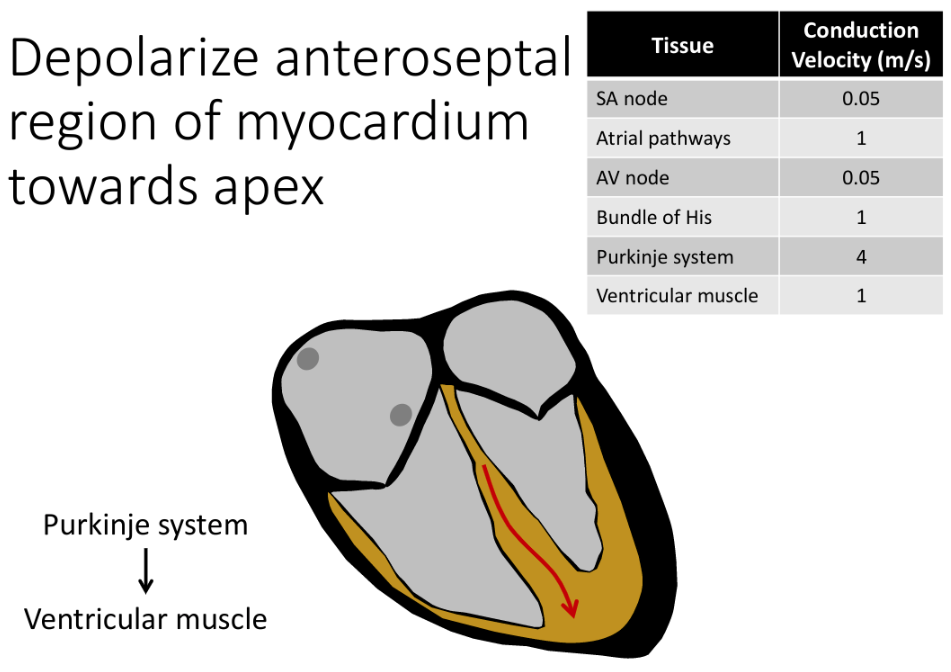 Depolarize anteroseptal
region of myocardium
towards apex
Tissue
Conduction
Velocity (m/s)
SA node 0.05
Atrial pathways 1
AV node 0.05
Bundle of His 1
Purkinje system 4
Ventricular muscle 1
Purkinje system
Ventricular muscle